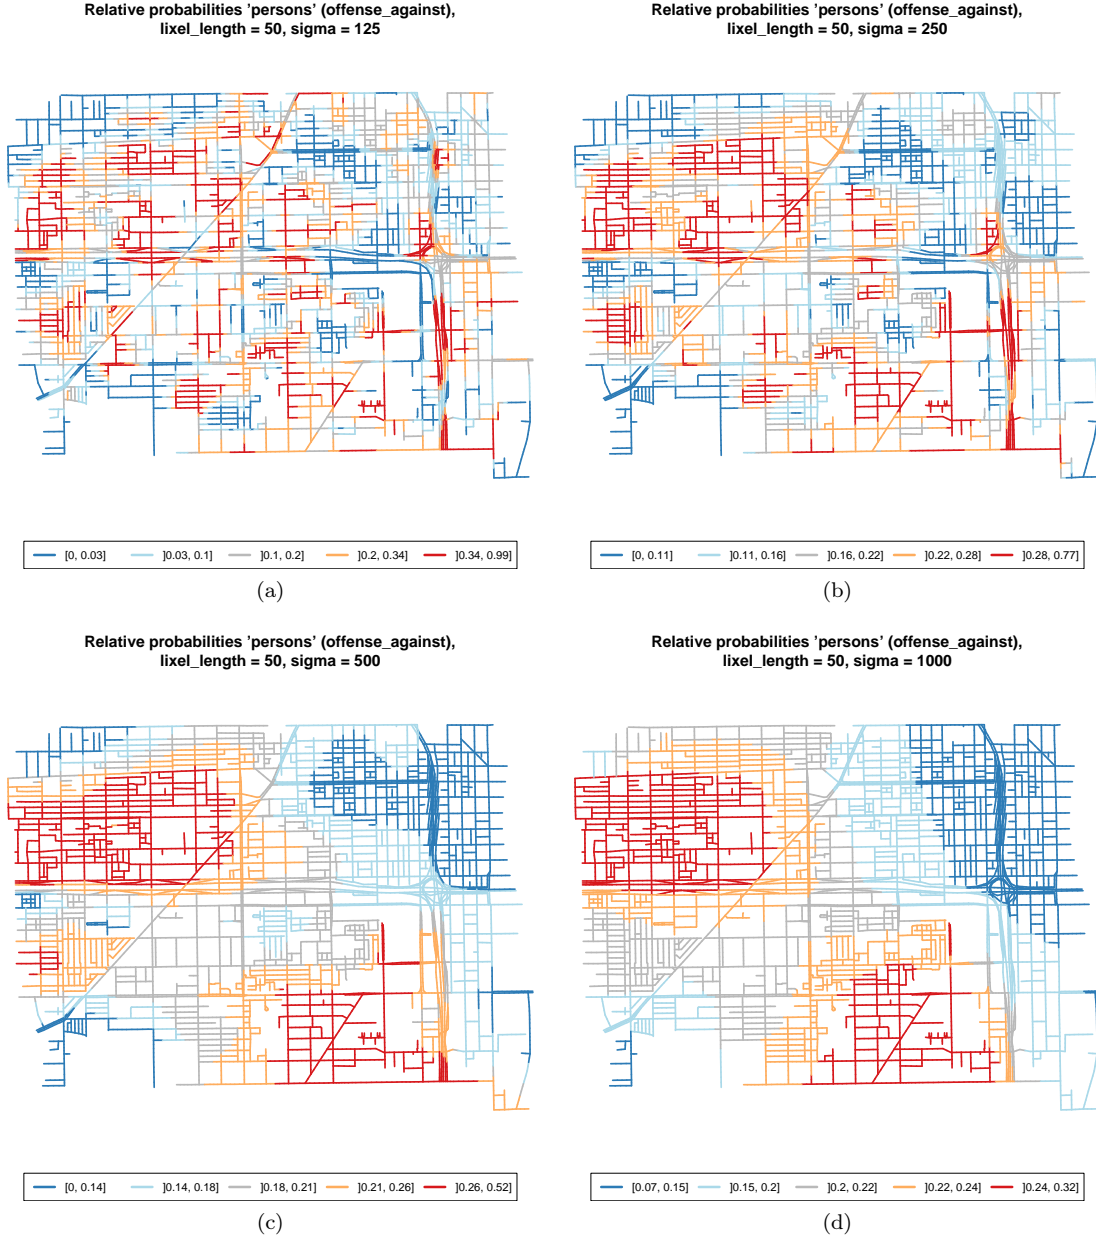 Relative probabilities 'persons' (offense_against),
lixel_length = 50, sigma = 125
Relative probabilities 'persons' (offense_against),
lixel_length = 50, sigma = 250
[0, 0.03] ]0.03, 0.1] ]0.1, 0.2] ]0.2, 0.34] ]0.34, 0.99]
[0, 0.11] ]0.11, 0.16] ]0.16, 0.22] ]0.22, 0.28] ]0.28, 0.77]
(a)
(b)
Relative probabilities 'persons' (offense_against),
lixel_length = 50, sigma = 500
Relative probabilities 'persons' (offense_against),
lixel_length = 50, sigma = 1000
[0, 0.14] ]0.14, 0.18] ]0.18, 0.21] ]0.21, 0.26] ]0.26, 0.52]
[0.07, 0.15] ]0.15, 0.2] ]0.2, 0.22] ]0.22, 0.24] ]0.24, 0.32]
(c)
(d)